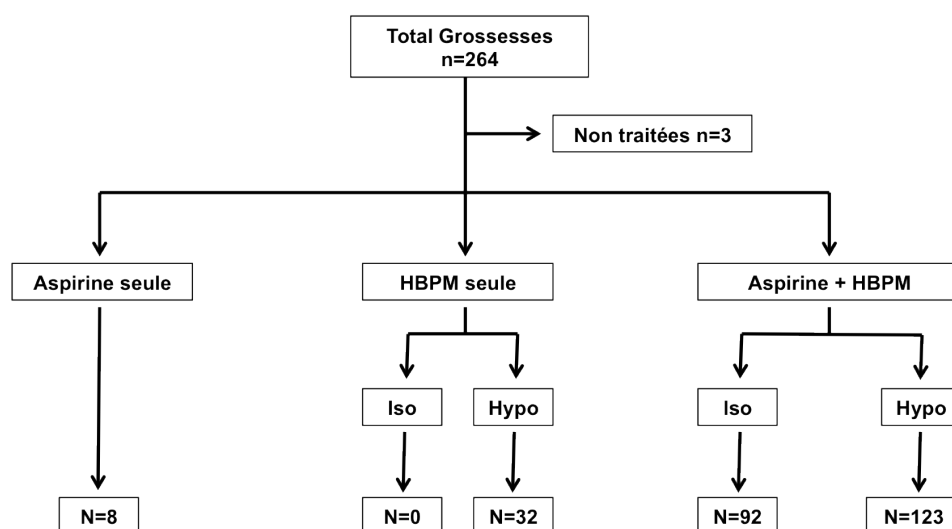 Total Grossesses
n=264
Non traitées n=3
Aspirine seule
HBPM seule
Aspirine + HBPM
Iso
Hypo
Iso
Hypo
N=8
N=0
N=32
N=92
N=123